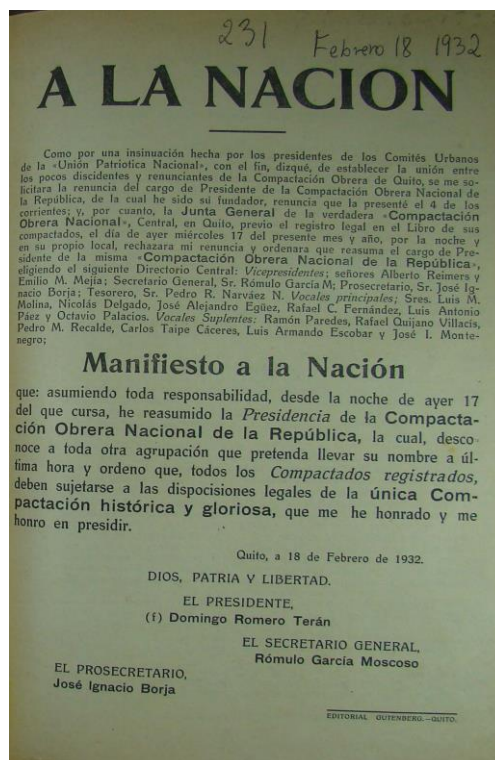 231 Febrero 18 1932
A LA NACION
Como por una insinuación hecha por los presidentes de los Comités Urbanos
de la «Unión Patriotica Nacional», con el fin, dizqué, de establecer la unión entre
los pocos discidentes y renunciantes de la Compactación Obrera de Quito, se me so-
licitara la renuncia del cargo de Presidente de la Compactación Obrera Nacional de
la República, de la cual he sido su fundador, renuncia que la presenté el 4 de los
corrientes; y, por cuanto, la Junta General de la verdadera «Compactación
Obrera Nacional», Central, en Quito, previo el registro legal en el Libro de sus
compactados, el día de ayer miércoles 17 del presente mes y año, por la noche y
en su propio local, rechazara mi renuncia y ordenara que reasuma el cargo de Pre-
sidente de la misma «Compactación Obrera Nacional de la República»,
eligiendo el siguiente Directorio Central: Vicepresidentes; señores Alberto Reimers y
Emilio M. Mejía; Secretario General, Sr. Rómulo García M; Prosecretario, Sr. José Ig-
nacio Borja; Tesorero, Sr. Pedro R. Narváez N. Vocales principales; Sres. Luis M.
Molina, Nicolás Delgado, José Alejandro Egüez, Rafael C. Fernández, Luis Antonio
Páez y Octavio Palacios. Vocales Suplentes: Ramón Paredes, Rafael Quijano Villacis,
Pedro M. Recalde, Carlos Taipe Cáceres, Luis Armando Escobar y José I. Monte-
negro;
Manifiesto a la Nación
que: asumiendo toda responsabilidad, desde la noche de ayer 17
del que cursa, he reasumido la Presidencia de la Compacta-
ción Obrera Nacional de la República, la cual, desco
noce a toda otra agrupación que pretenda llevar su nombre a úl-
tima hora y ordeno que, todos los Compactados registrados,
deben sujetarse a las disposiciones legales de la única Com-
pactación histórica y gloriosa, que me he honrado y me
honro en presidir.
Quito, a 18 de Febrero de 1932.
DIOS, PATRIA Y LIBERTAD.
EL PRESIDENTE,
(f) Domingo Romero Terán
EL SECRETARIO GENERAL,
Rómulo García Moscoso
EL PROSECRETARIO,
José Ignacio Borja
EDITORIAL GUTENBERG.—QUITO.